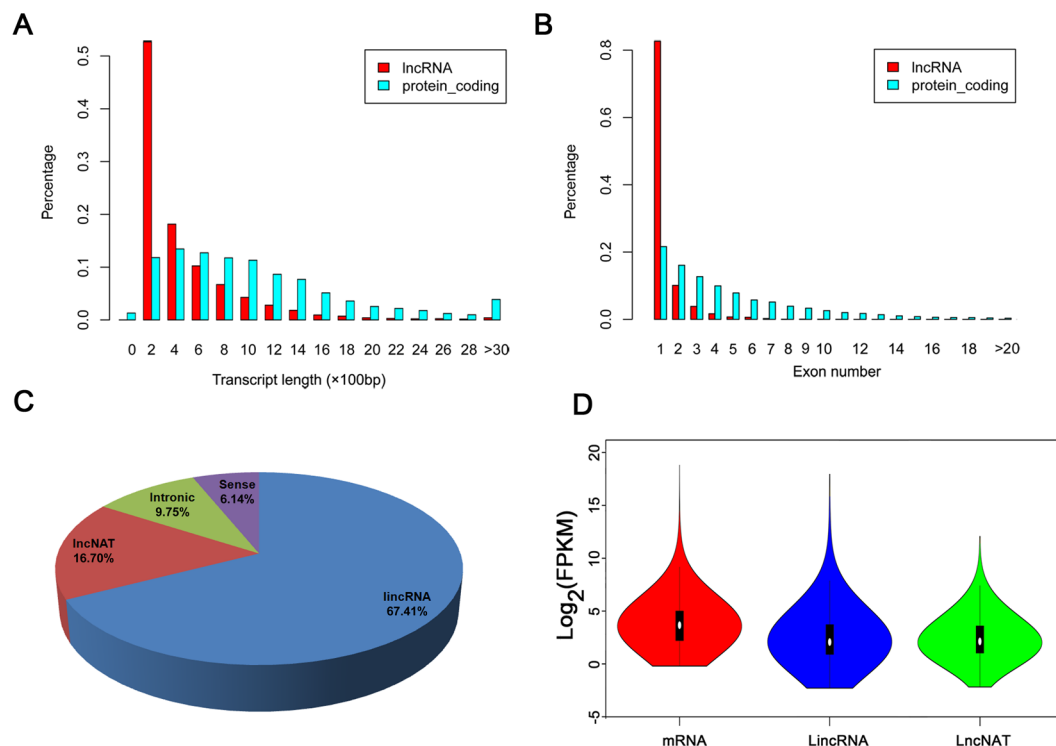 A
0.5
0.4
0.3
0.2
0.1
0.0
Percentage
lncRNA
protein_coding
0 2 4 6 8 10 12 14 16 18 20 22 24 26 28 >30
Transcript length (×100bp)
B
0.8
0.6
0.4
0.2
0.0
Percentage
lncRNA
protein_coding
1 2 3 4 5 6 7 8 9 10 12 14 16 18 >20
Exon number
C
Sense
6.14%
Intronic
9.75%
lncNAT
16.70%
lincRNA
67.41%
D
20
15
10
5
0
-5
Log2(FPKM)
mRNA LincRNA LncNAT